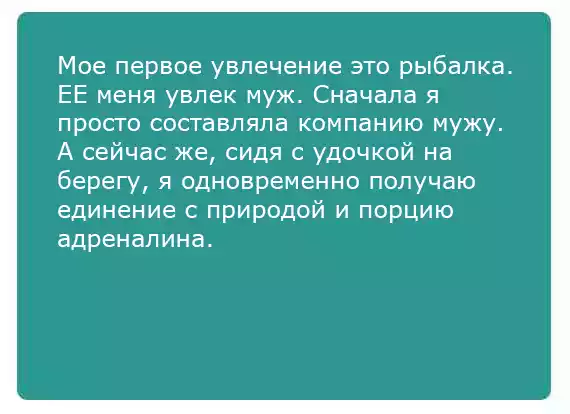 Мое первое увлечение это рыбалка.
ЕЕ меня увлек муж. Сначала я
просто составляла компанию мужу.
А сейчас же, сидя с удочкой на
берегу, я одновременно получаю
единение с природой и порцию
адреналина.